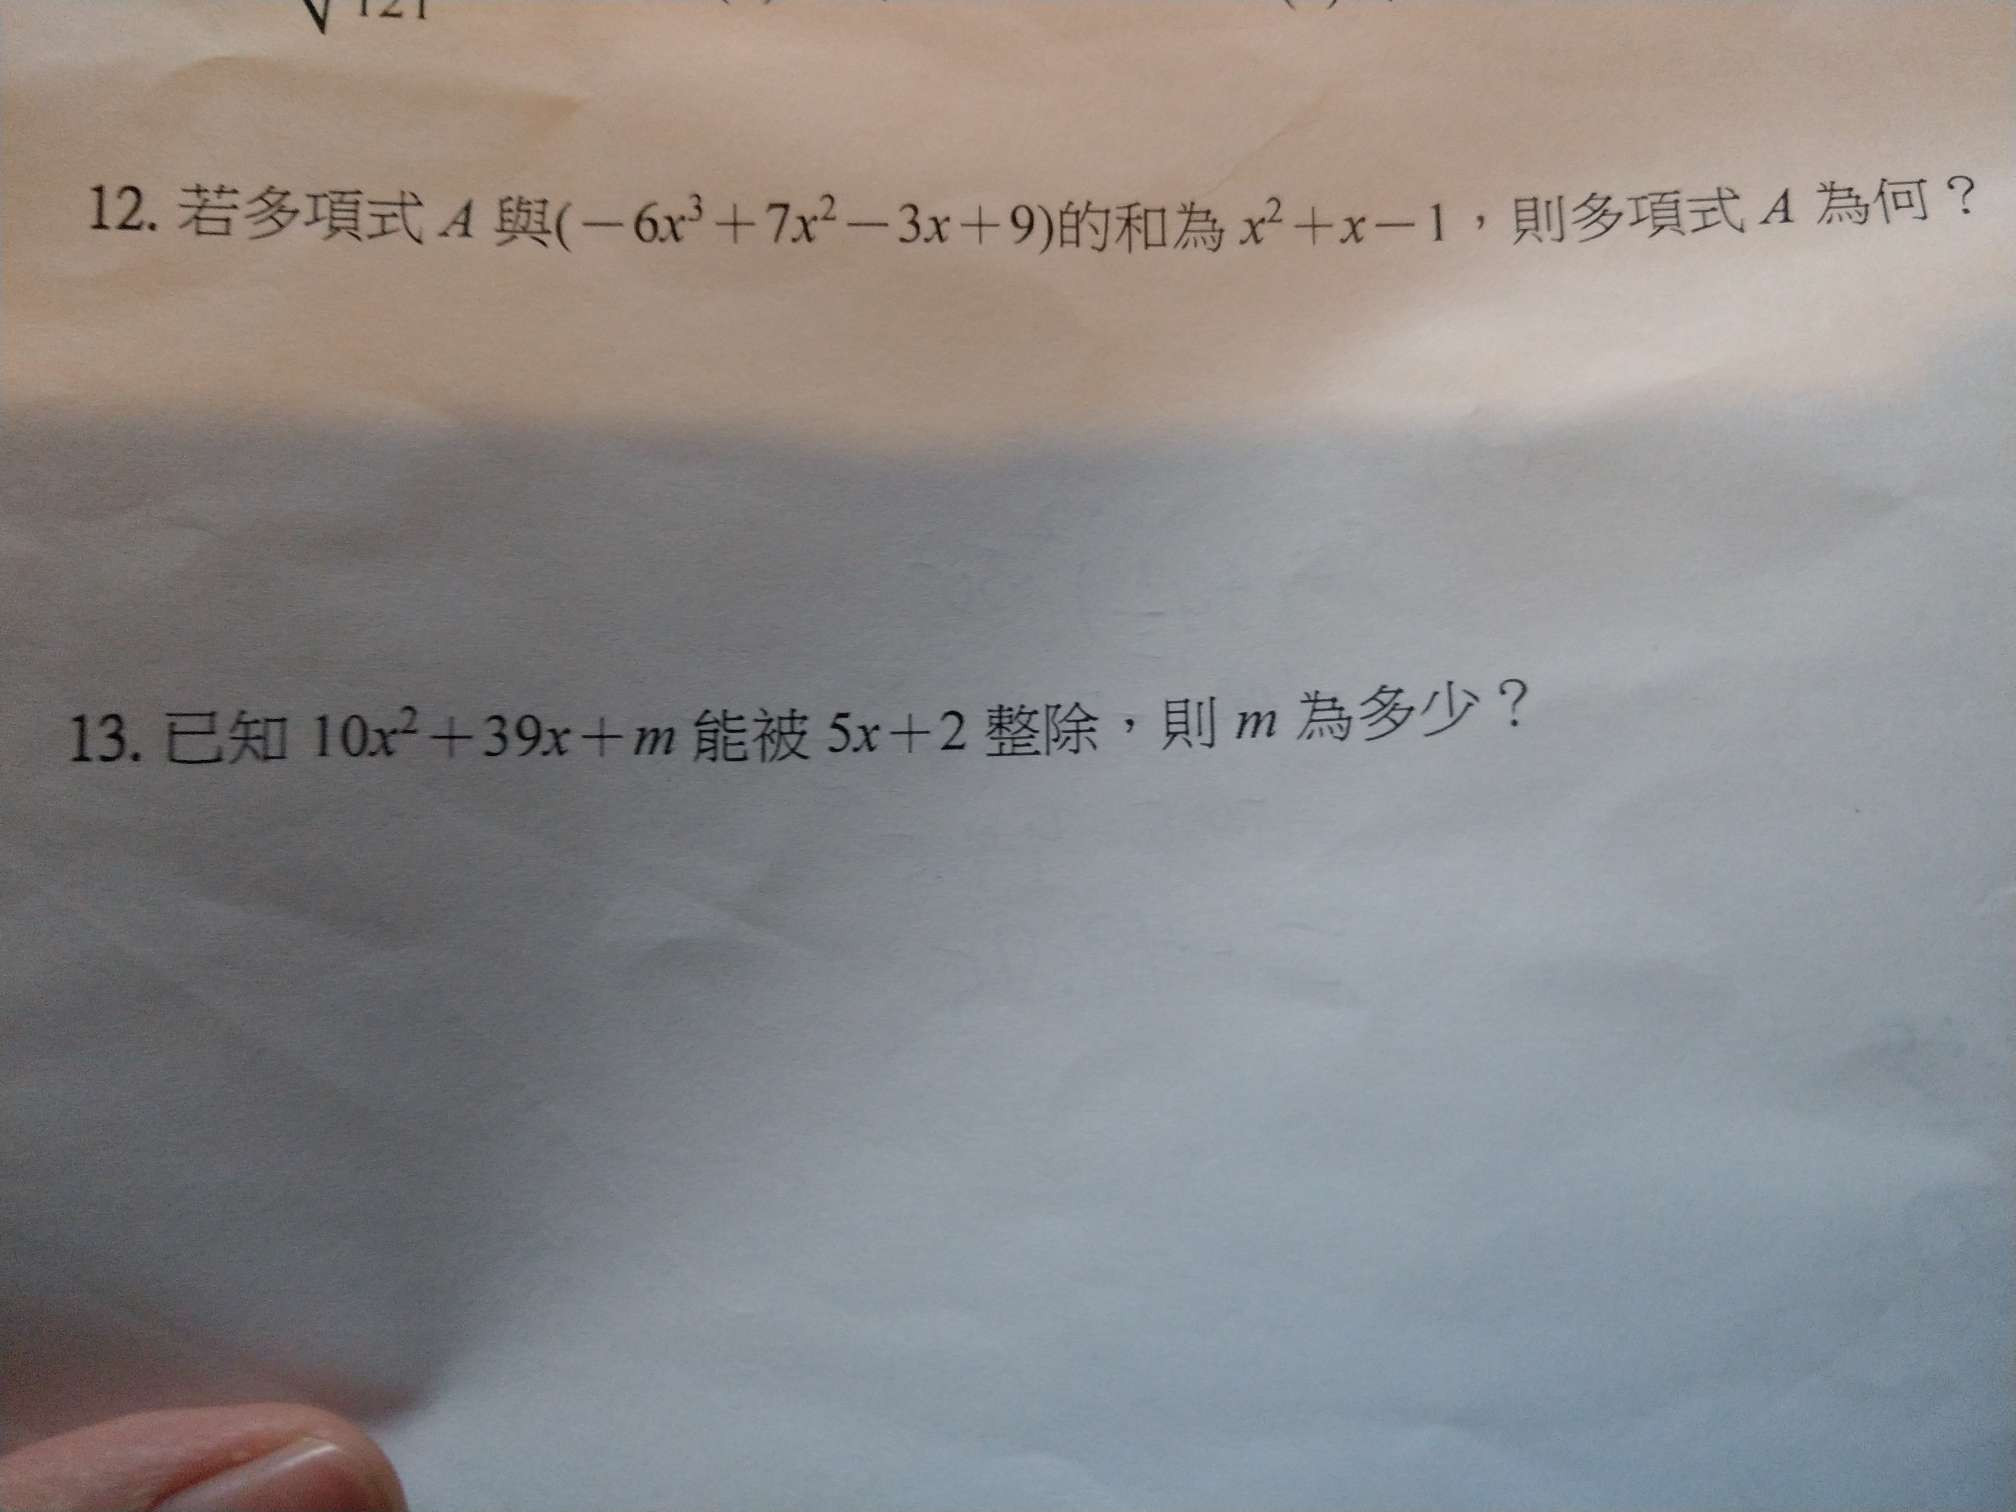 √121
12. 若多項式 A 與(－6x³＋7x²－3x＋9)的和為 x²＋x－1，則多項式 A 為何？
13. 已知 10x²＋39x＋m 能被 5x＋2 整除，則 m 為多少？